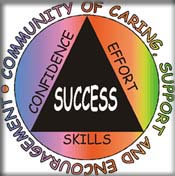 COMMUNITY OF CARING, SUPPORT AND ENCOURAGEMENT •
CONFIDENCE
EFFORT
SUCCESS
SKILLS